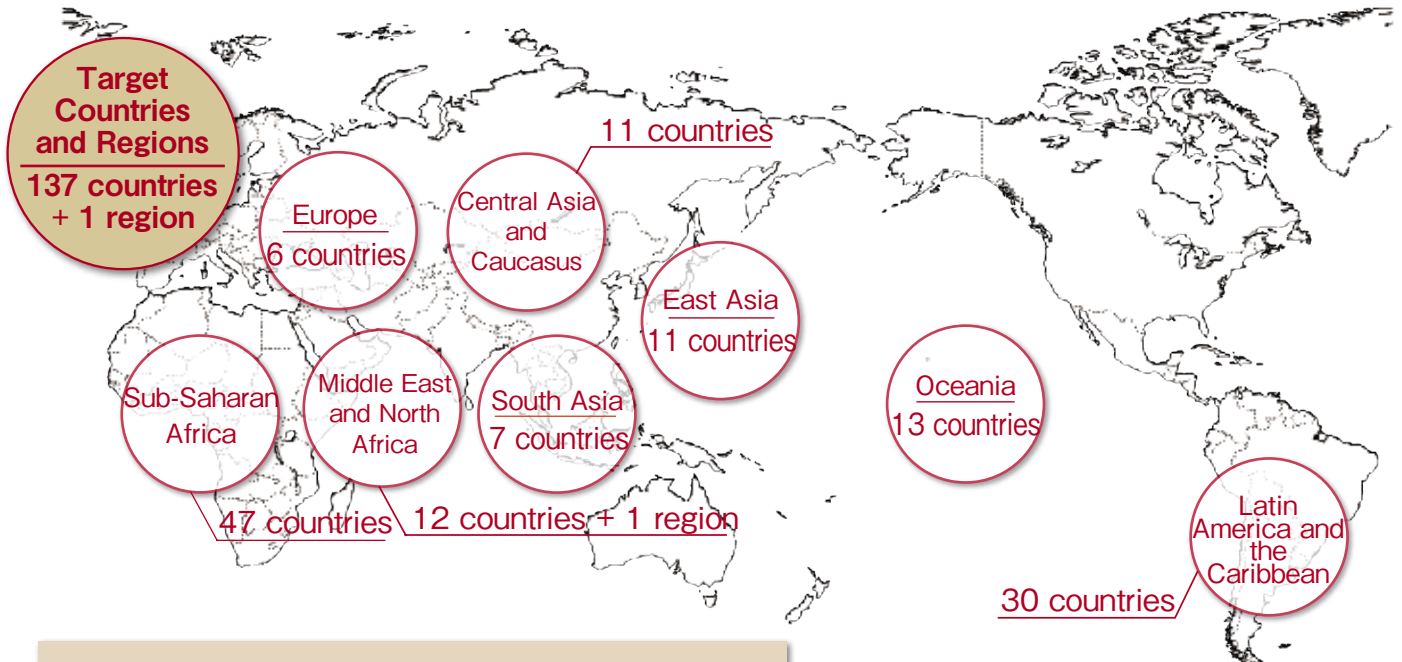 Target
Countries
and Regions
137 countries
+ 1 region
11 countries
Europe
6 countries
Central Asia
and
Caucasus
East Asia
11 countries
Sub-Saharan
Africa
47 countries
Middle East
and North
Africa
12 countries + 1 region
South Asia
7 countries
Oceania
13 countries
Latin
America and
the
Caribbean
30 countries